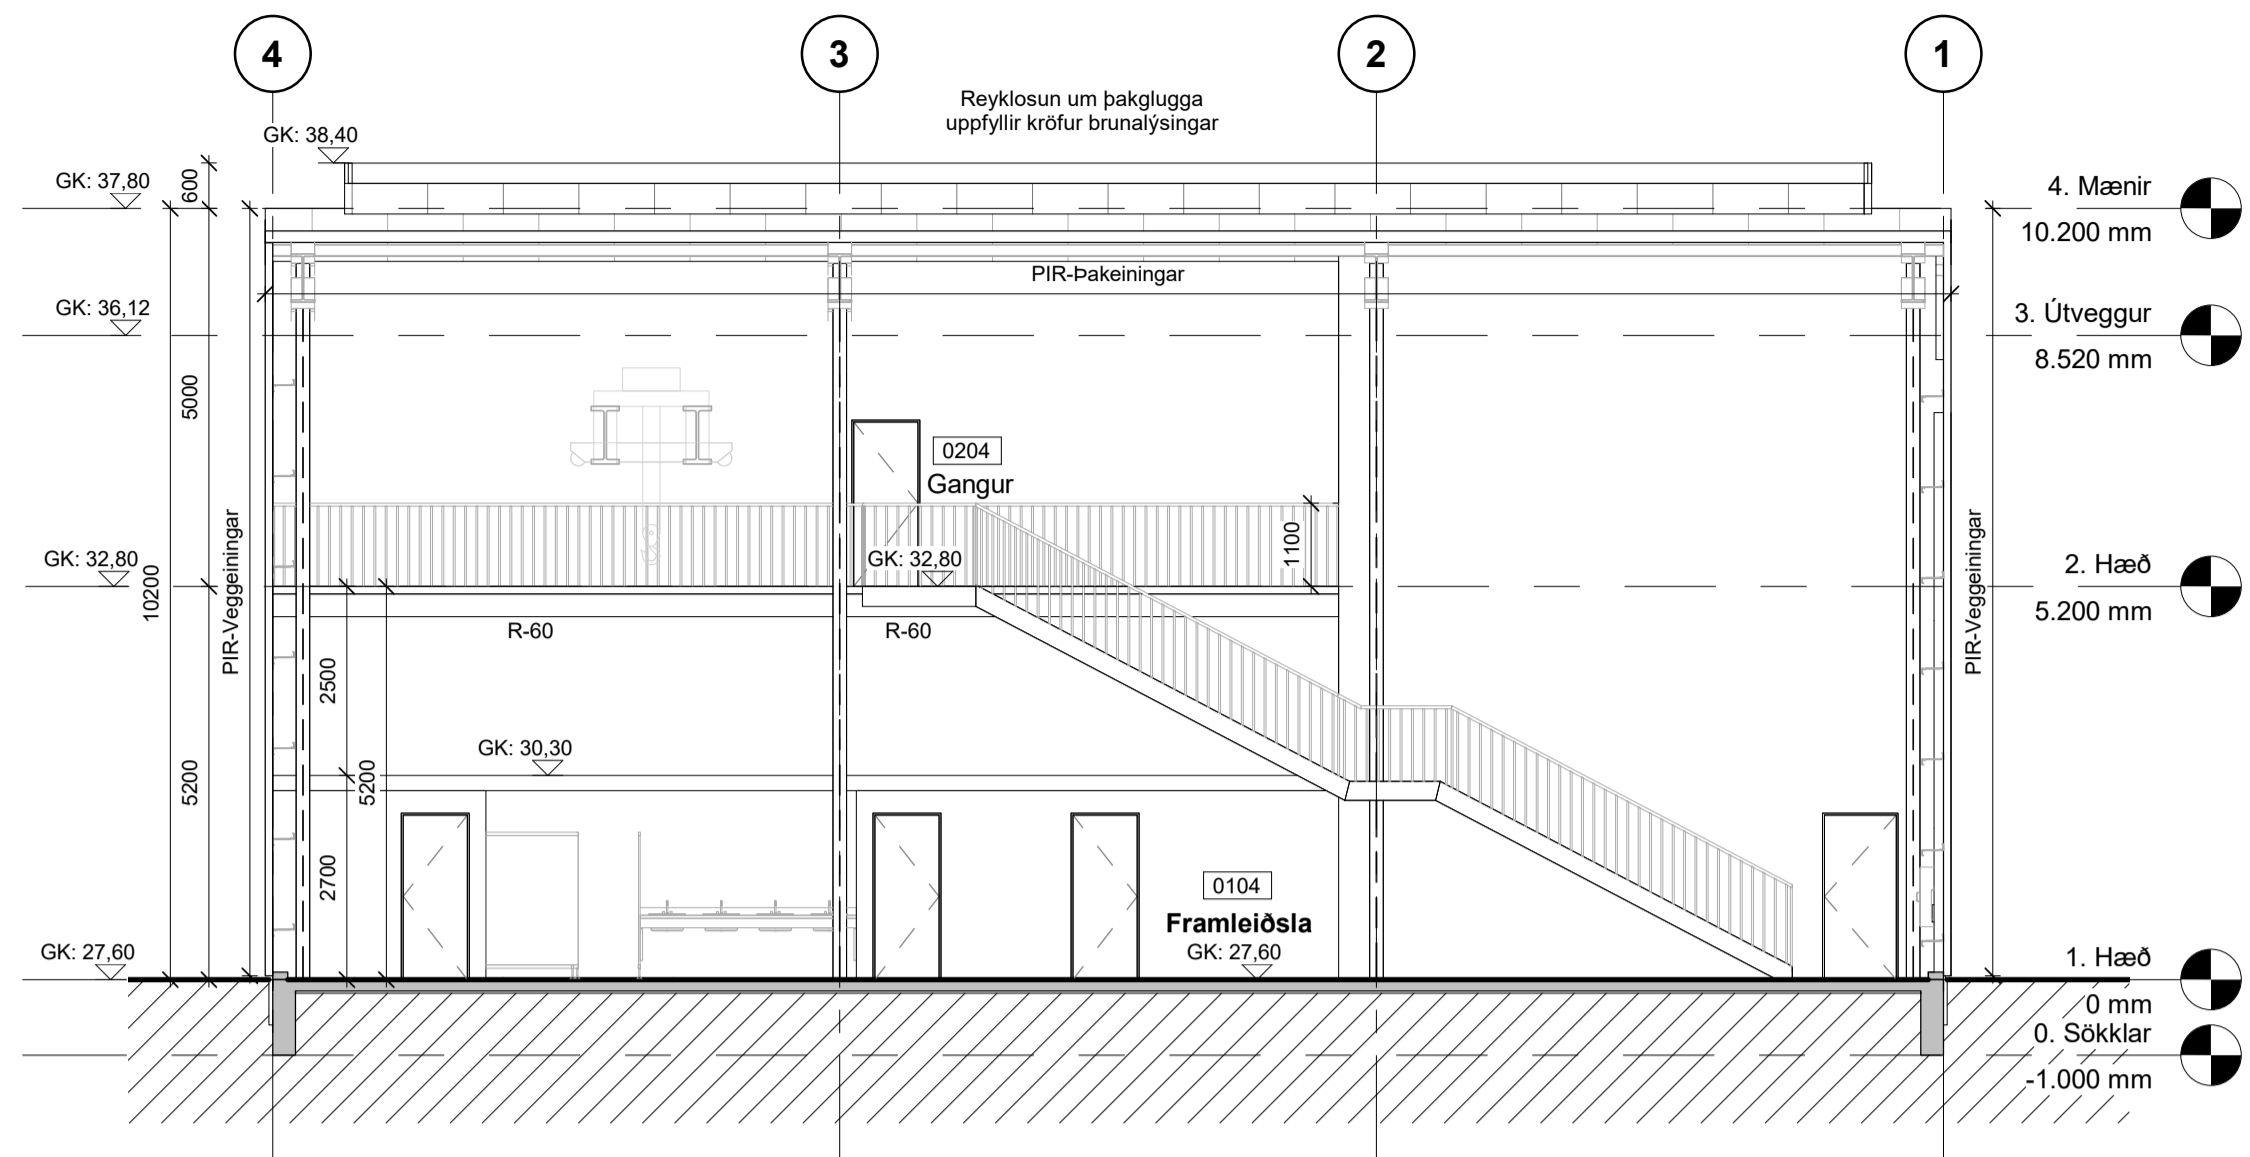 4
3
2
1
Reyklosun um þakglugga
uppfyllir kröfur brunalýsingar
GK: 38,40
GK: 37,80
600
4. Mænir
10.200 mm
PIR-Þakeiningar
GK: 36,12
3. Útveggur
8.520 mm
5000
0204
Gangur
1100
PIR-Veggeiningar
PIR-Veggeiningar
GK: 32,80
GK: 32,80
2. Hæð
5.200 mm
10200
R-60
R-60
2500
GK: 30,30
5200
5200
2700
0104
Framleiðsla
GK: 27,60
GK: 27,60
1. Hæð
0 mm
0. Sökklar
-1.000 mm